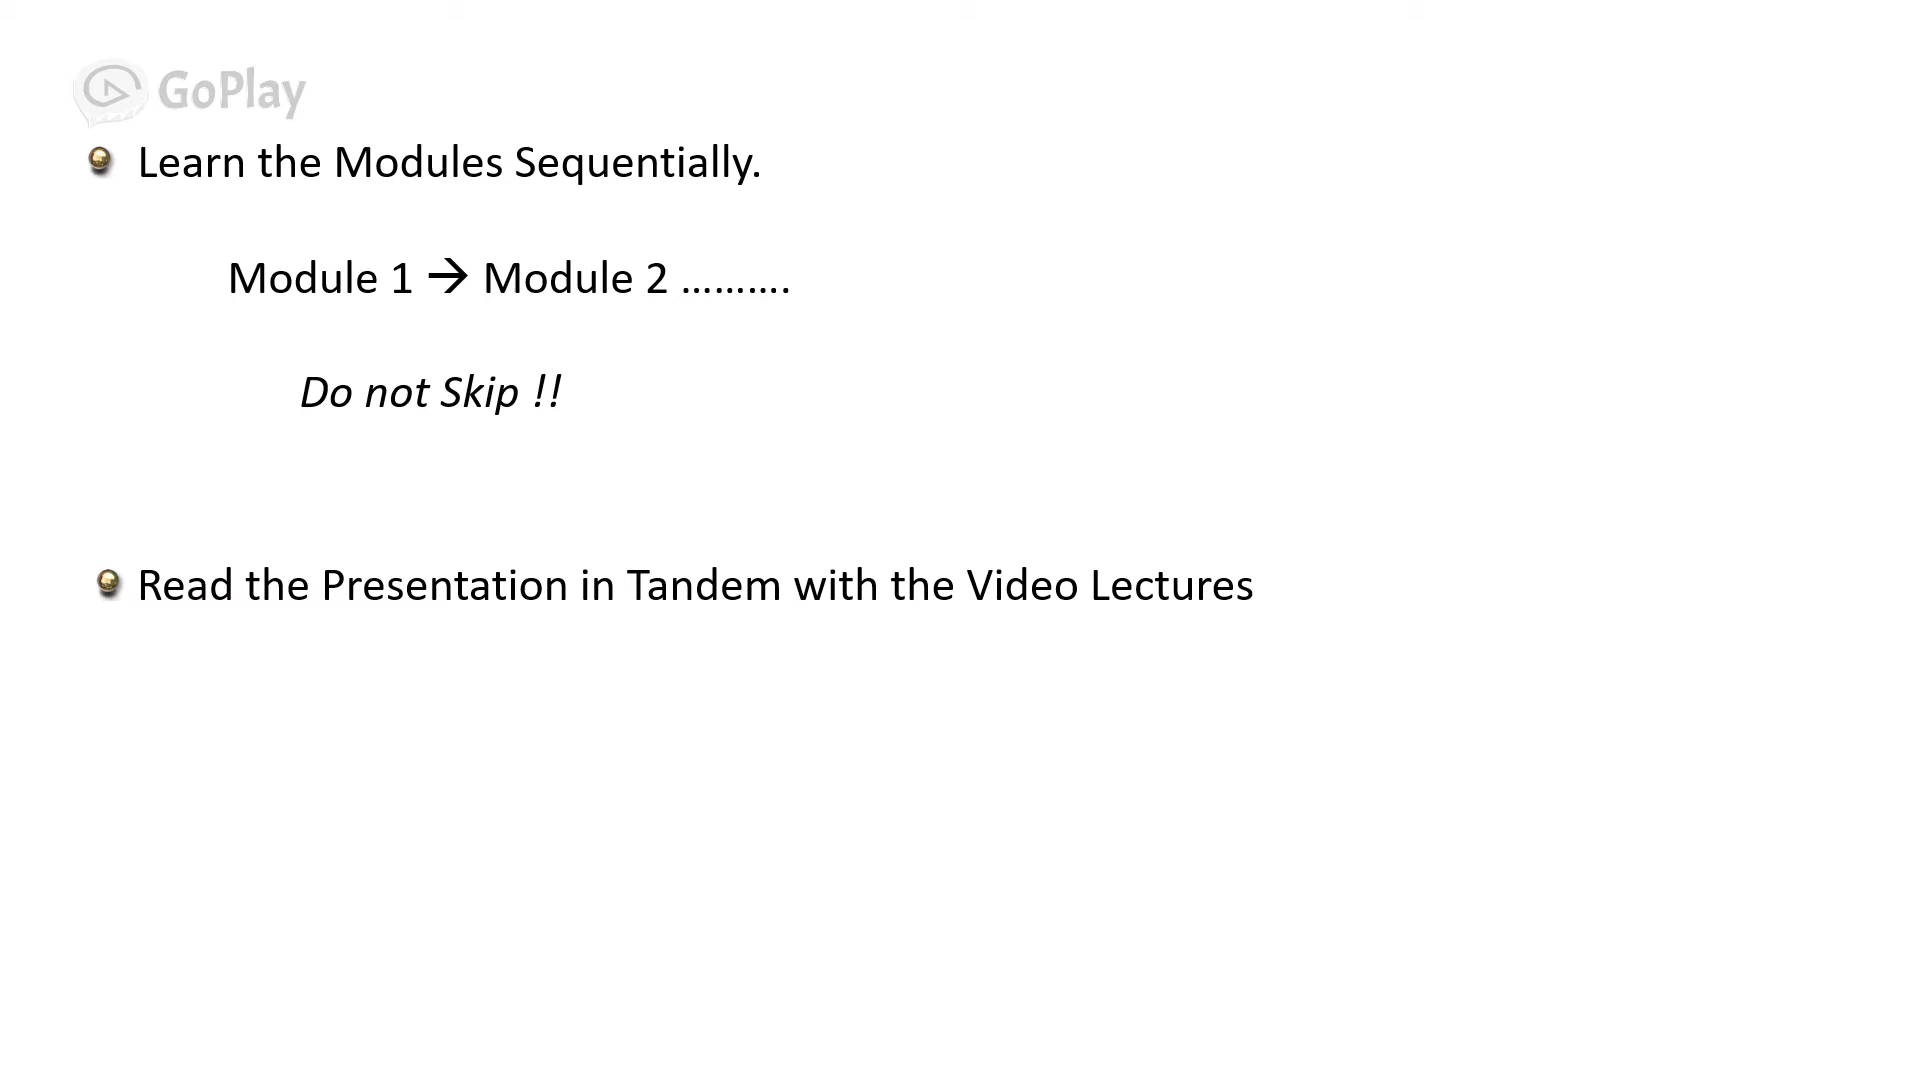 GoPlay
Learn the Modules Sequentially.
Module 1 → Module 2 ……….
Do not Skip !!
Read the Presentation in Tandem with the Video Lectures